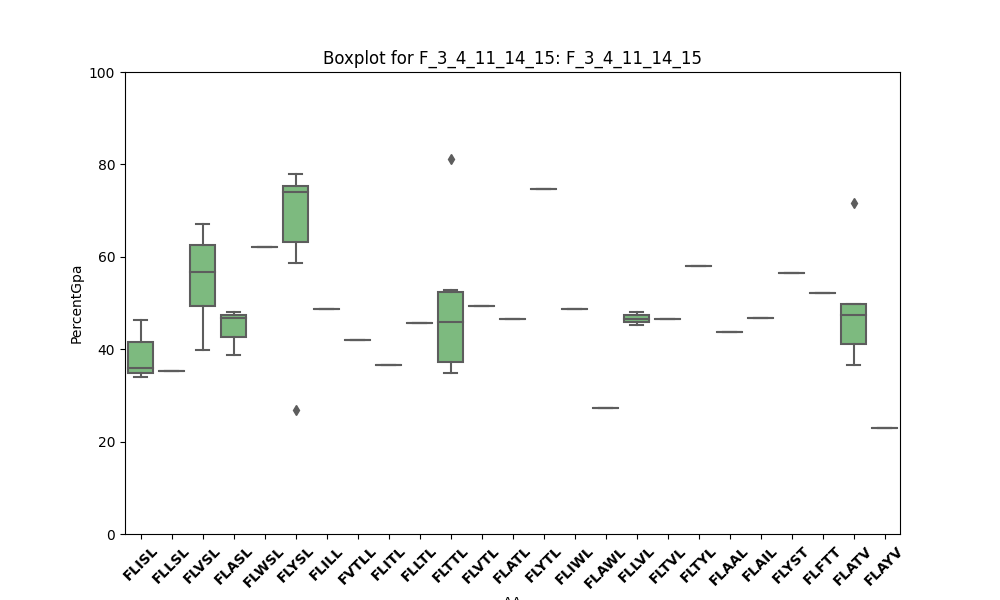 Boxplot for F_3_4_11_14_15: F_3_4_11_14_15
100
80
60
40
20
0
PercentGpa
FLISL
FLLSL
FLVSL
FLASL
FLWSL
FLYSL
FLILL
FVTLL
FLITL
FLLTL
FLTTL
FLVTL
FLATL
FLYTL
FLIWL
FLAWL
FLLVL
FLTVL
FLTYL
FLAAL
FLAIL
FLYST
FLFTT
FLATV
FLAYV